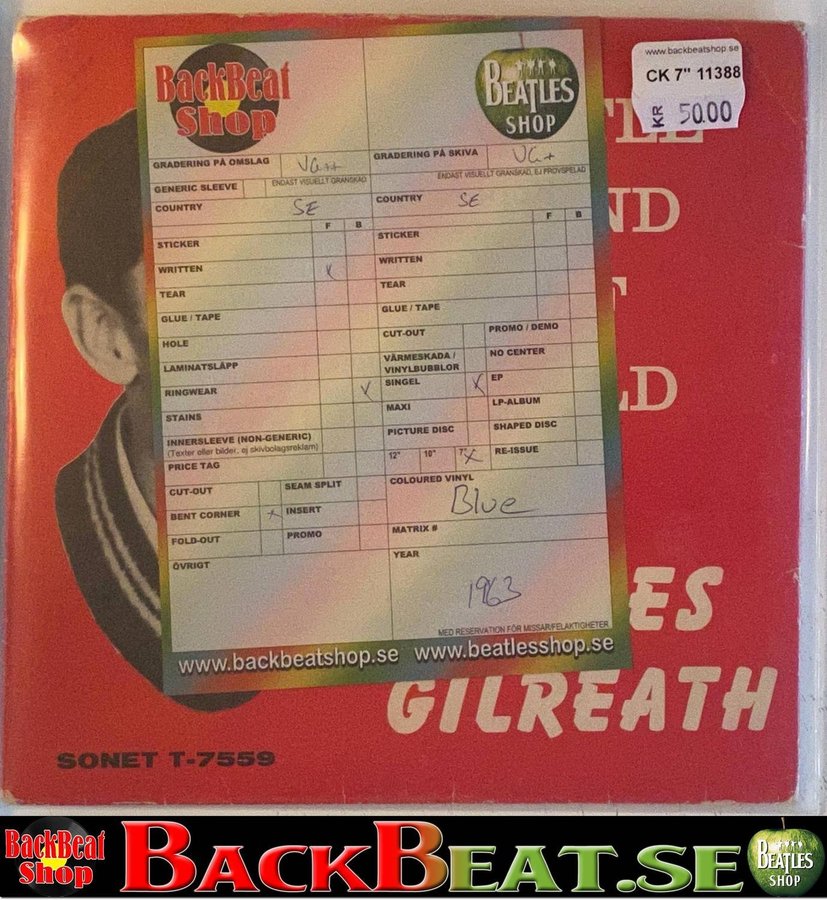 www.backbeatshop.se
CK 7" 11388
KR 50.00
BackBeat
Shop
BEATLES
SHOP
GRADERING PÅ OMSLAG VG++
GRADERING PÅ SKIVA VG+
ENDAST VISUELLT GRANSKAD
ENDAST VISUELLT GRANSKAD, EJ PROVSPELAD
GENERIC SLEEVE
COUNTRY SE
COUNTRY SE
F B
F B
STICKER
STICKER
WRITTEN X
WRITTEN
TEAR
TEAR
GLUE / TAPE
GLUE / TAPE
HOLE
CUT-OUT
PROMO / DEMO
LAMINATSLÄPP
VÄRMESKADA /
VINYLBUBBLOR
NO CENTER
RINGWEAR X
SINGEL X
EP
STAINS
MAXI
LP-ALBUM
INNERSLEEVE (NON-GENERIC)
(Texter eller bilder, ej skivbolagsreklam)
PICTURE DISC
SHAPED DISC
PRICE TAG
12" 10" 7" X
RE-ISSUE
CUT-OUT
SEAM SPLIT
COLOURED VINYL
Blue
BENT CORNER X
INSERT
FOLD-OUT
PROMO
MATRIX #
ÖVRIGT
YEAR
1963
MED RESERVATION FÖR MISSAR/FELAKTIGHETER
www.backbeatshop.se www.beatlesshop.se
TLE
ND
LD
ES
GILREATH
SONET T-7559
BackBeat
Shop
BACKBEAT.SE
BEATLES
SHOP